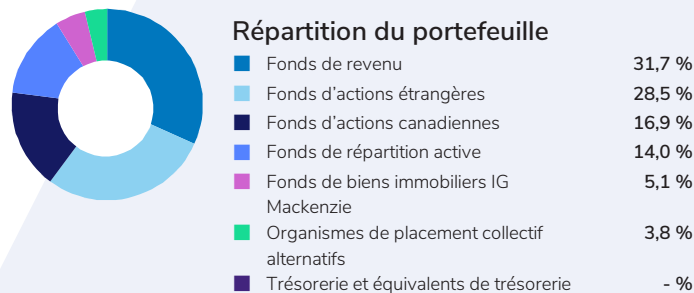 Répartition du portefeuille
Fonds de revenu 31,7 %
Fonds d'actions étrangères 28,5 %
Fonds d'actions canadiennes 16,9 %
Fonds de répartition active 14,0 %
Fonds de biens immobiliers IG 5,1 %
Mackenzie
Organismes de placement collectif 3,8 %
alternatifs
Trésorerie et équivalents de trésorerie - %